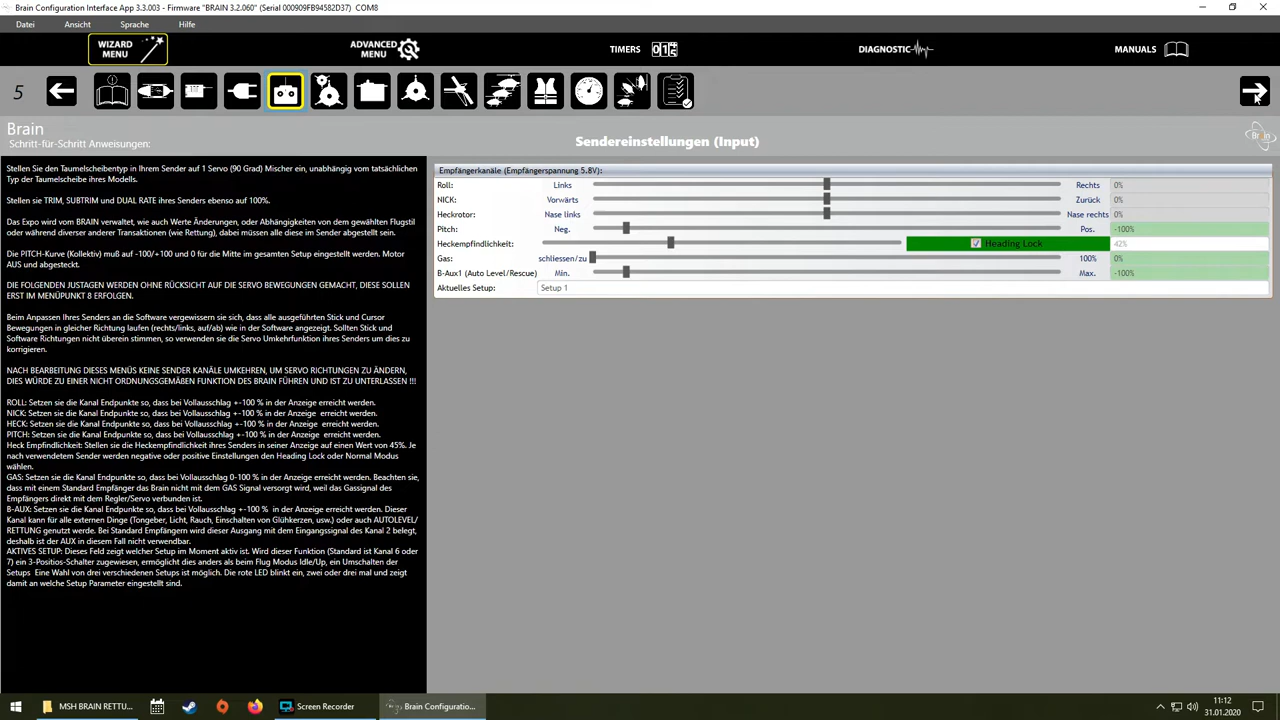 Brain Configuration Interface App 3.3.003 - Firmware "BRAIN 3.2.060" (Serial 000909FB94582D37) COM8
Datei Ansicht Sprache Hilfe
WIZARD MENU
ADVANCED MENU
TIMERS
DIAGNOSTIC
MANUALS
5
Brain
Schritt-für-Schritt Anweisungen:
Sendereinstellungen (Input)
Brain
Stellen Sie den Taumelscheibentyp in Ihrem Sender auf 1 Servo (90 Grad) Mischer ein, unabhängig vom tatsächlichen
Typ der Taumelscheibe ihres Modells.
Stellen sie TRIM, SUBTRIM und DUAL RATE ihres Senders ebenso auf 100%.
Das Expo wird vom BRAIN verwaltet, wie auch Werte Änderungen, oder Abhängigkeiten von dem gewählten Flugstil
oder während diverser anderer Transaktionen (wie Rettung), dabei müssen alle diese im Sender abgestellt sein.
Die PITCH-Kurve (Kollektiv) muß auf -100/+100 und 0 für die Mitte im gesamten Setup eingestellt werden. Motor
AUS und abgesteckt.
DIE FOLGENDEN JUSTAGEN WERDEN OHNE RÜCKSICHT AUF DIE SERVO BEWEGUNGEN GEMACHT, DIESE SOLLEN
ERST IM MENÜPUNKT 8 ERFOLGEN.
Beim Anpassen Ihres Senders an die Software vergewissern sie sich, dass alle ausgeführten Stick und Cursor
Bewegungen in gleicher Richtung laufen (rechts/links, auf/ab) wie in der Software angezeigt. Sollten Stick und
Software Richtungen nicht überein stimmen, so verwenden sie die Servo Umkehrfunktion ihres Senders um dies zu
korrigieren.
NACH BEARBEITUNG DIESES MENÜS KEINE SENDER KANÄLE UMKEHREN, UM SERVO RICHTUNGEN ZU ÄNDERN,
DIES WÜRDE ZU EINER NICHT ORDNUNGSGEMÄßEN FUNKTION DES BRAIN FÜHREN UND IST ZU UNTERLASSEN !!!
ROLL: Setzen sie die Kanal Endpunkte so, dass bei Vollausschlag +-100 % in der Anzeige erreicht werden.
NICK: Setzen sie die Kanal Endpunkte so, dass bei Vollausschlag +-100 % in der Anzeige erreicht werden.
HECK: Setzen sie die Kanal Endpunkte so, dass bei Vollausschlag +-100 % in der Anzeige erreicht werden.
PITCH: Setzen sie die Kanal Endpunkte so, dass bei Vollausschlag +-100 % in der Anzeige erreicht werden.
Heck Empfindlichkeit: Stellen sie die Heckempfindlichkeit ihres Senders in seiner Anzeige auf einen Wert von 45%. Je
nach verwendetem Sender werden negative oder positive Einstellungen den Heading Lock oder Normal Modus
wählen.
GAS: Setzen sie die Kanal Endpunkte so, dass bei Vollausschlag 0-100 % in der Anzeige erreicht werden. Beachten sie,
dass mit einem Standard Empfänger das Brain nicht mit dem GAS Signal versorgt wird, weil das Gassignal des
Empfängers direkt mit dem Regler/Servo verbunden ist.
B-AUX: Setzen sie die Kanal Endpunkte so, dass bei Vollausschlag +-100 % in der Anzeige erreicht werden. Dieser
Kanal kann für alle externen Dinge (Tongeber, Licht, Rauch, Einschalten von Glühkerzen, usw.) oder auch AUTOLEVEL/
RETTUNG genutzt werde. Bei Standard Empfängern wird dieser Ausgang mit dem Eingangssignal des Kanal 2 belegt,
deshalb ist der AUX in diesem Fall nicht verwendbar.
AKTIVES SETUP: Dieses Feld zeigt welcher Setup im Moment aktiv ist. Wird dieser Funktion (Standard ist Kanal 6 oder
7) ein 3-Positios-Schalter zugewiesen, ermöglicht dies anders als beim Flug Modus Idle/Up, ein Umschalten der
Setups Eine Wahl von drei verschiedenen Setups ist möglich. Die rote LED blinkt ein, zwei oder drei mal und zeigt
damit an welche Setup Parameter eingestellt sind.
Empfängerkanäle (Empfängerspannung 5.8V):
Roll: Links Rechts 0%
NICK: Vorwärts Zurück 0%
Heckrotor: Nase links Nase rechts 0%
Pitch: Neg. Pos. -100%
Heckempfindlichkeit: Heading Lock 42%
Gas: schliessen/zu 100% 0%
B-Aux1 (Auto Level/Rescue) Min. Max. -100%
Aktuelles Setup: Setup 1
MSH BRAIN RETTU...
Screen Recorder
Brain Configuratio...
11:12
31.01.2020